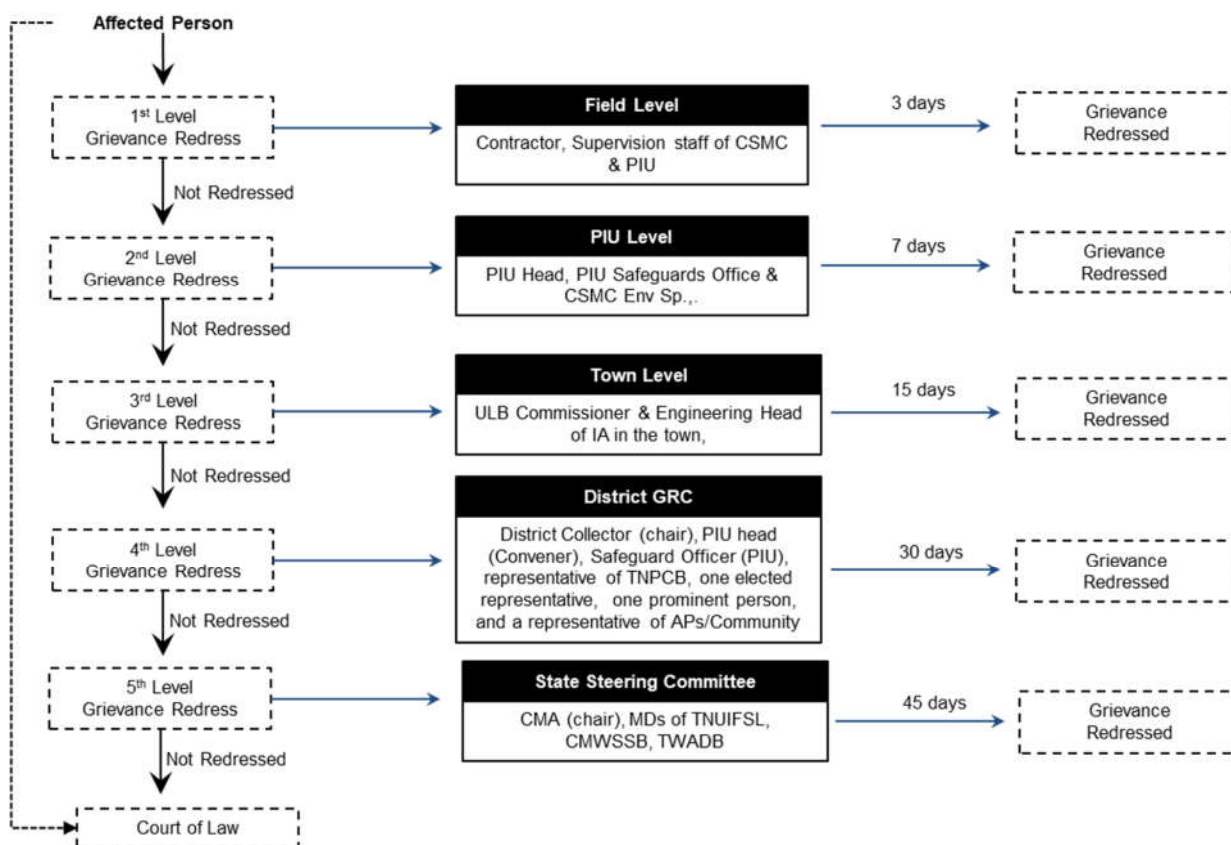 Affected Person
1st Level
Grievance Redress
Field Level
Contractor, Supervision staff of CSMC
& PIU
3 days
Grievance
Redressed
Not Redressed
2nd Level
Grievance Redress
PIU Level
PIU Head, PIU Safeguards Office &
CSMC Env Sp.,.
7 days
Grievance
Redressed
Not Redressed
3rd Level
Grievance Redress
Town Level
ULB Commissioner & Engineering Head
of IA in the town,
15 days
Grievance
Redressed
Not Redressed
4th Level
Grievance Redress
District GRC
District Collector (chair), PIU head
(Convener), Safeguard Officer (PIU),
representative of TNPCB, one elected
representative, one prominent person,
and a representative of APs/Community
30 days
Grievance
Redressed
Not Redressed
5th Level
Grievance Redress
State Steering Committee
CMA (chair), MDs of TNUIFSL,
CMWSSB, TWADB
45 days
Grievance
Redressed
Not Redressed
Court of Law